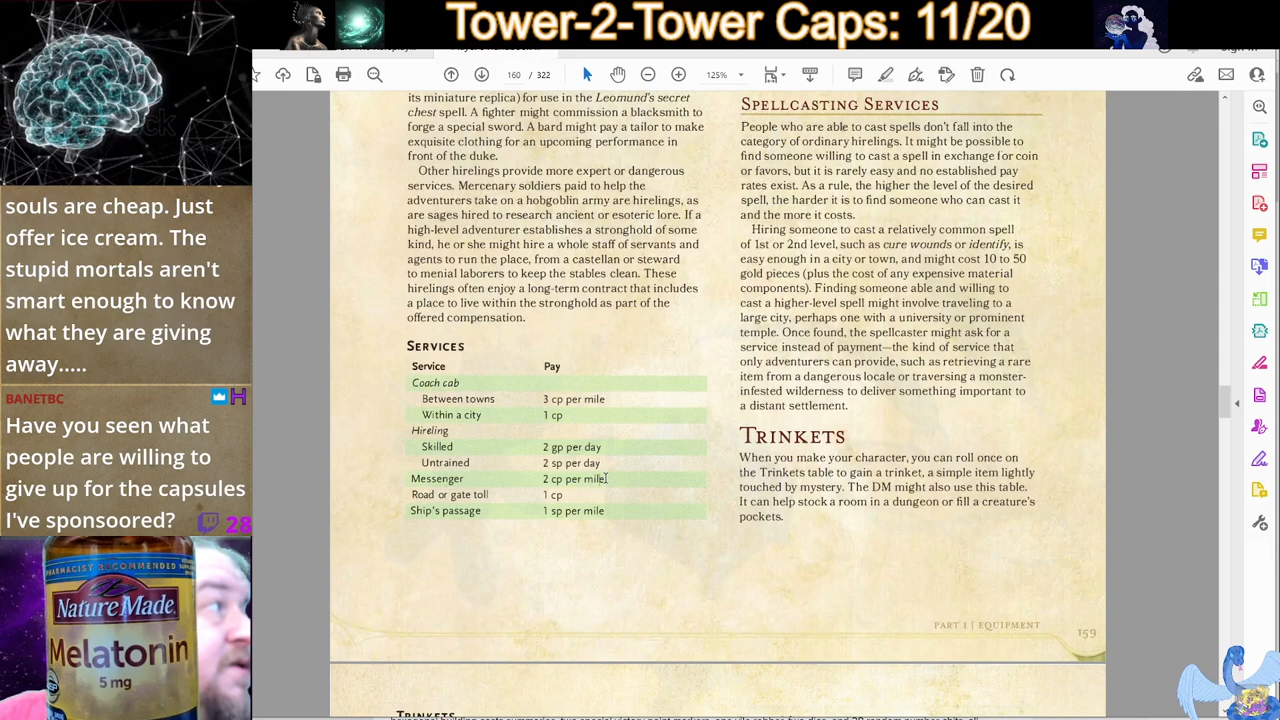 Tower-2-Tower Caps: 11/20
160 / 322
125%
souls are cheap. Just
offer ice cream. The
stupid mortals aren't
smart enough to know
what they are giving
away.....
BANETBC
Have you seen what
people are willing to
give up for the capsules
I've sponsoored?
28
PHARMACIST RECOMMENDED
Nature Made
Melatonin
5 mg
its miniature replica) for use in the Leomund's secret
chest spell. A fighter might commission a blacksmith to
forge a special sword. A bard might pay a tailor to make
exquisite clothing for an upcoming performance in
front of the duke.
Other hirelings provide more expert or dangerous
services. Mercenary soldiers paid to help the
adventurers take on a hobgoblin army are hirelings, as
are sages hired to research ancient or esoteric lore. If a
high-level adventurer establishes a stronghold of some
kind, he or she might hire a whole staff of servants and
agents to run the place, from a castellan or steward
to menial laborers to keep the stables clean. These
hirelings often enjoy a long-term contract that includes
a place to live within the stronghold as part of the
offered compensation.
SERVICES
Service Pay
Coach cab
Between towns 3 cp per mile
Within a city 1 cp
Hireling
Skilled 2 gp per day
Untrained 2 sp per day
Messenger 2 cp per mile
Road or gate toll 1 cp
Ship's passage 1 sp per mile
SPELLCASTING SERVICES
People who are able to cast spells don't fall into the
category of ordinary hirelings. It might be possible to
find someone willing to cast a spell in exchange for coin
or favors, but it is rarely easy and no established pay
rates exist. As a rule, the higher the level of the desired
spell, the harder it is to find someone who can cast it
and the more it costs.
Hiring someone to cast a relatively common spell
of 1st or 2nd level, such as cure wounds or identify, is
easy enough in a city or town, and might cost 10 to 50
gold pieces (plus the cost of any expensive material
components). Finding someone able and willing to
cast a higher-level spell might involve traveling to a
large city, perhaps one with a university or prominent
temple. Once found, the spellcaster might ask for a
service instead of payment—the kind of service that
only adventurers can provide, such as retrieving a rare
item from a dangerous locale or traversing a monster-
infested wilderness to deliver something important to
a distant settlement.
TRINKETS
When you make your character, you can roll once on
the Trinkets table to gain a trinket, a simple item lightly
touched by mystery. The DM might also use this table.
It can help stock a room in a dungeon or fill a creature's
pockets.
PART 1 | EQUIPMENT
159
TRINKETS